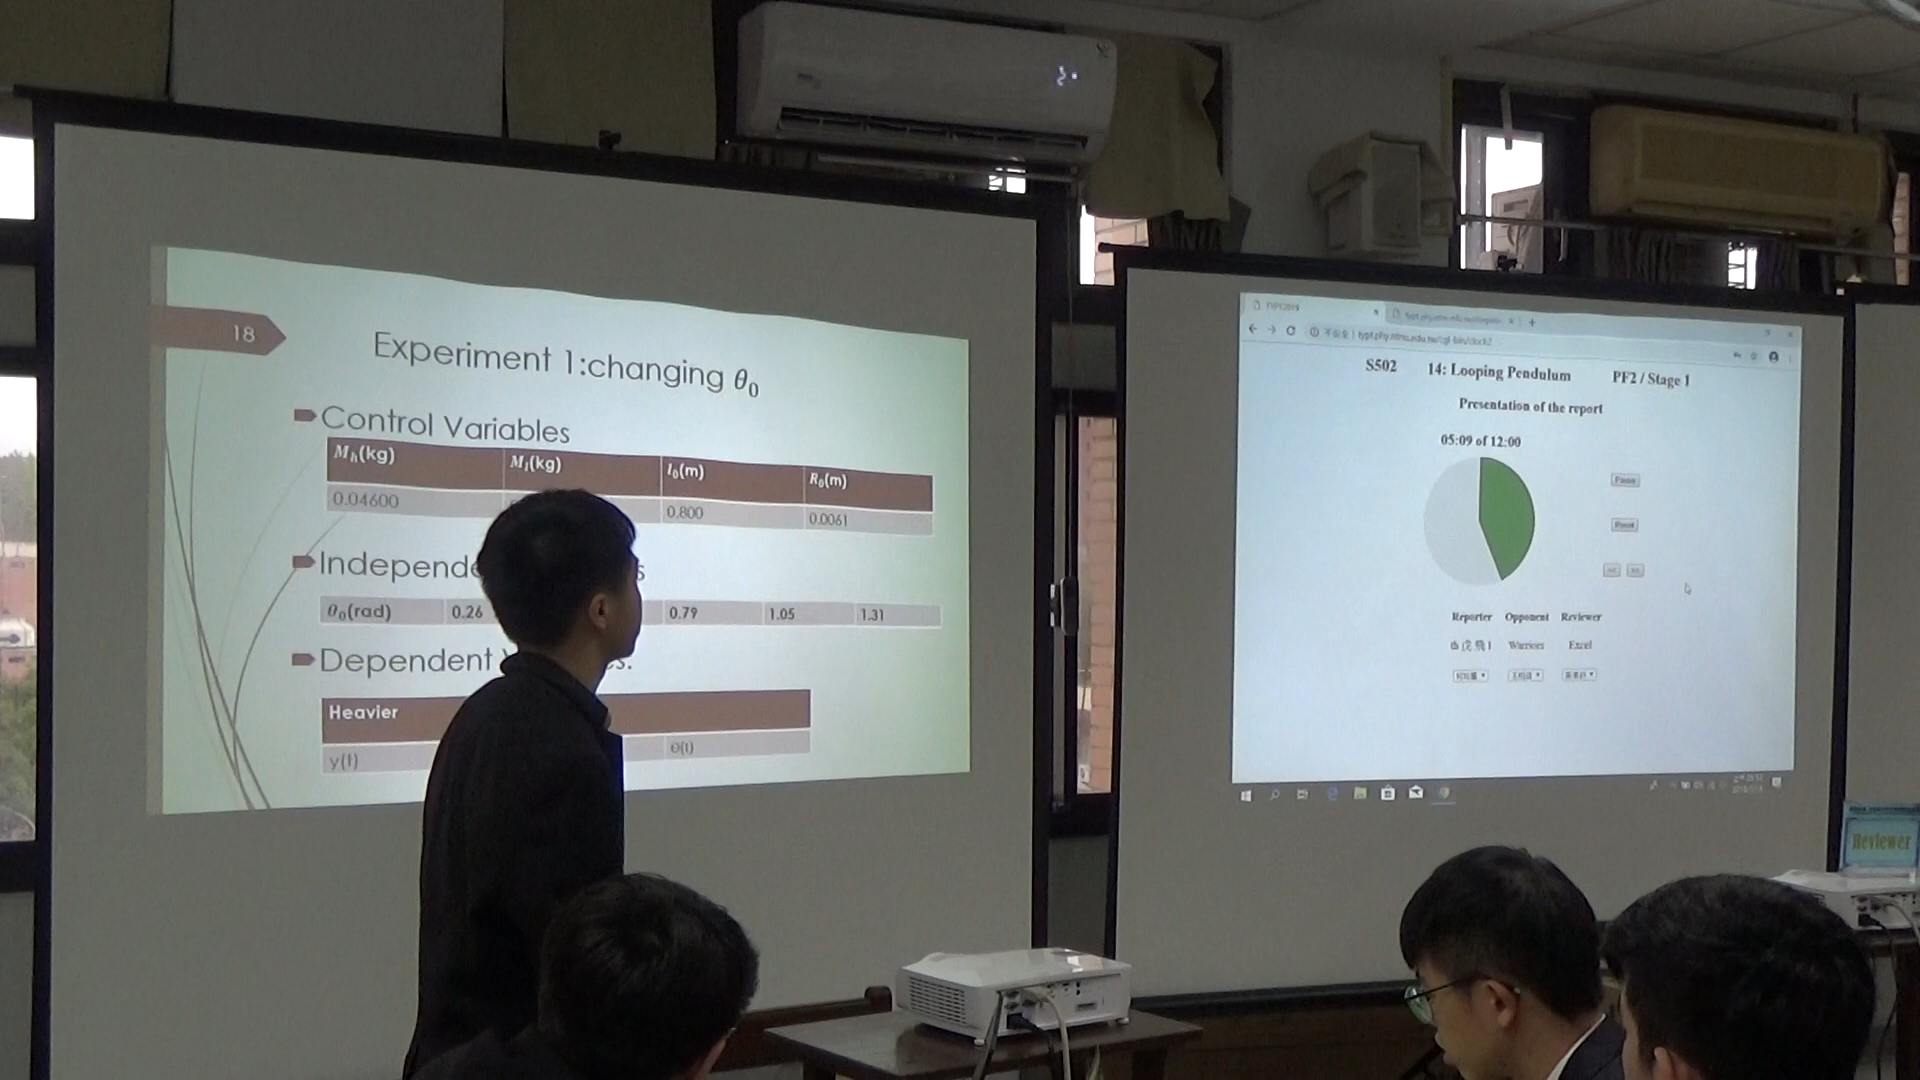 18
Experiment 1:changing θ₀
Control Variables
Mₕ(kg) Mₗ(kg) l₀(m) R₀(m)
0.04600 0.800 0.0061
θ₀(rad) 0.26 0.79 1.05 1.31
Dependent
Heavier
y(t) Θ(t)
S502 14: Looping Pendulum PF2 / Stage 1
Presentation of the report
05:09 of 12:00
Pause
Reset
Reporter Opponent Reviewer
Warriors Excel
Reviewer